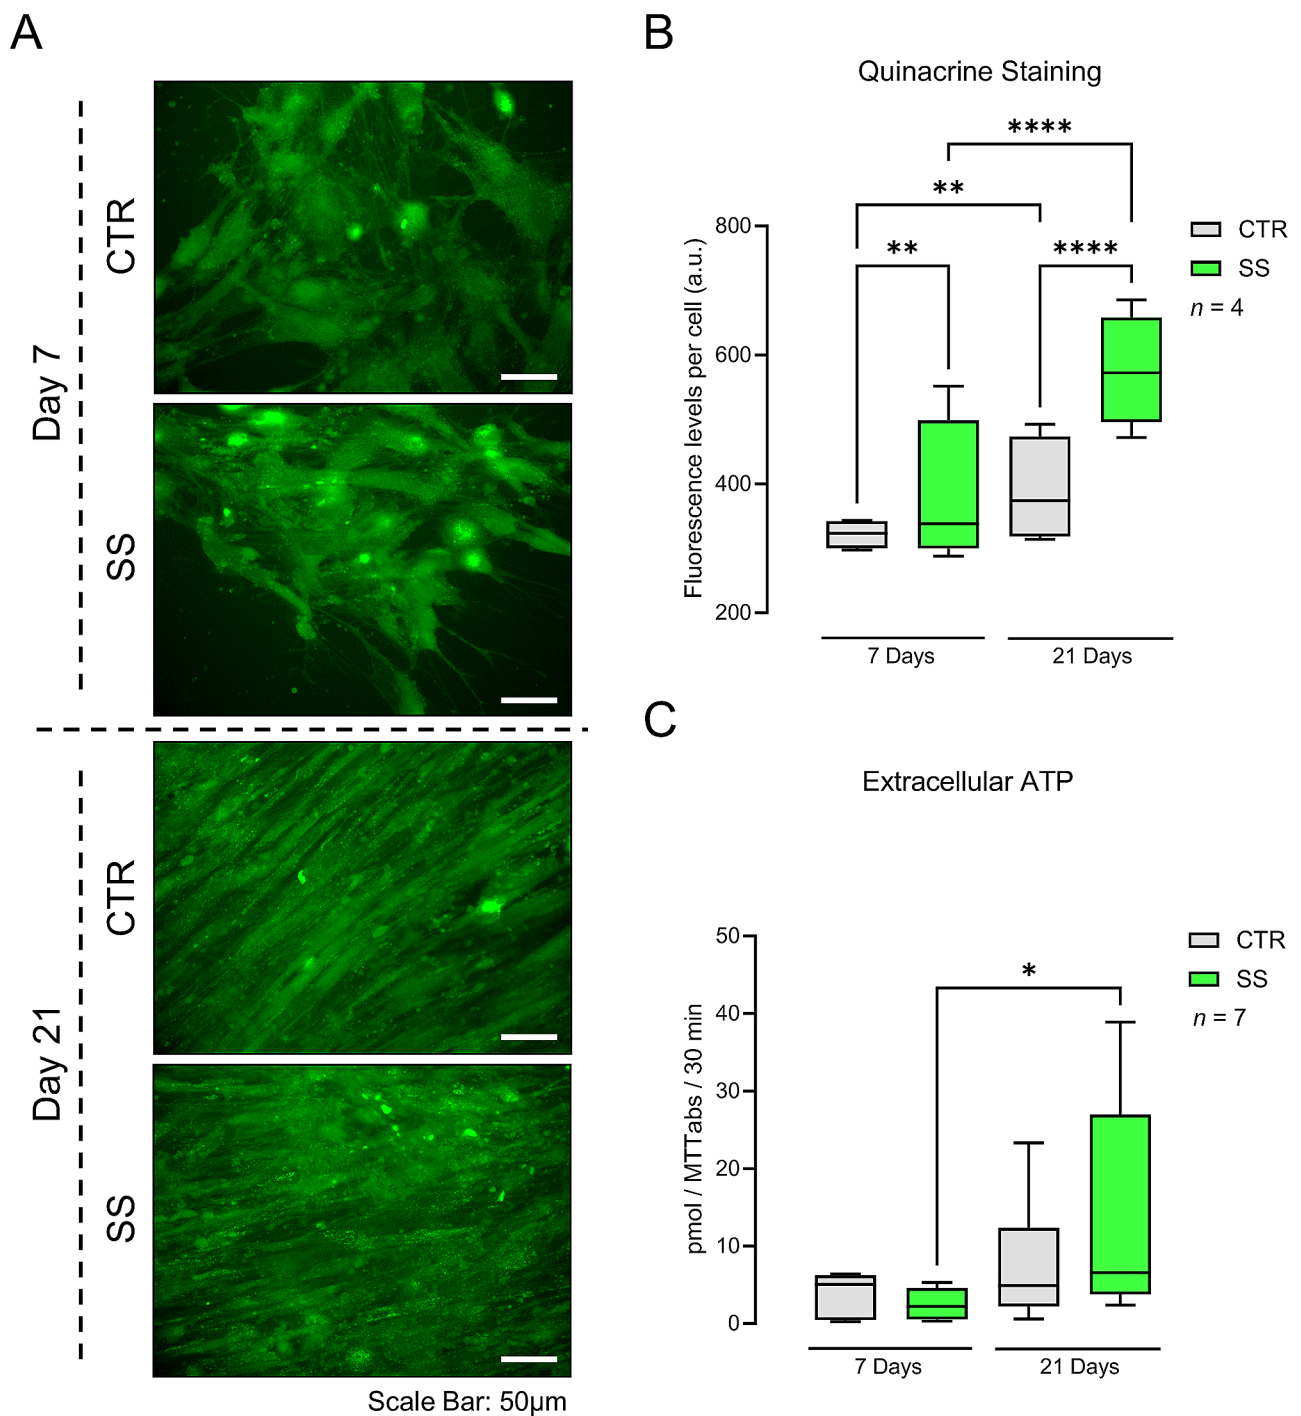 A
Day 7
CTR
SS
Day 21
CTR
SS
Scale Bar: 50µm
B
Quinacrine Staining
****
**
**
****
Fluorescence levels per cell (a.u.)
800
600
400
200
7 Days
21 Days
CTR
SS
n = 4
C
Extracellular ATP
*
pmol / MTTabs / 30 min
50
40
30
20
10
0
7 Days
21 Days
CTR
SS
n = 7